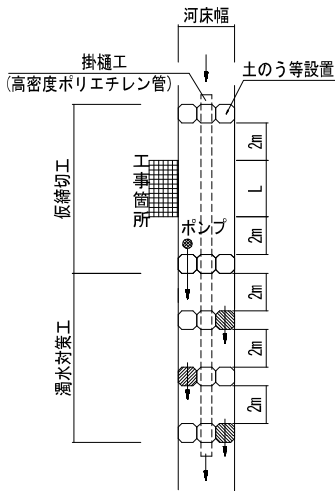 河床幅
掛樋工
(高密度ポリエチレン管)
土のう等設置
2m
仮締切工
工事箇所
L
ポンプ
2m
2m
濁水対策工
2m
2m